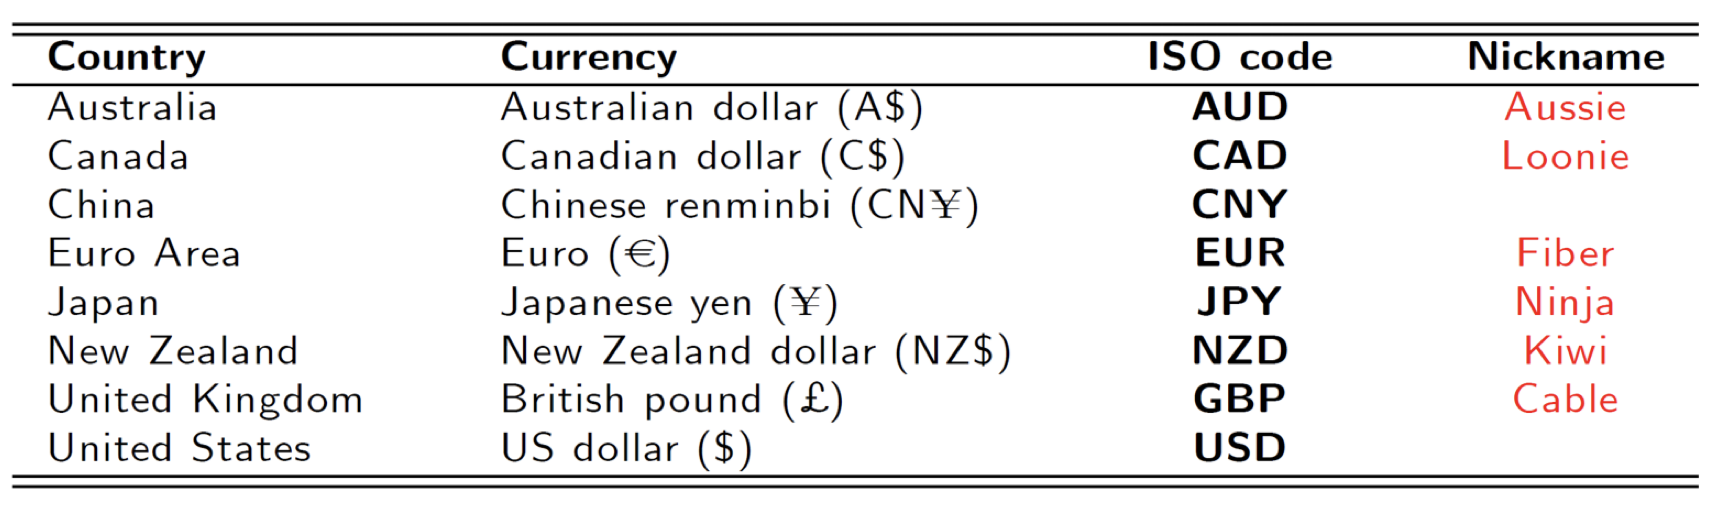 Country Currency ISO code Nickname
Australia Australian dollar (A$) AUD Aussie
Canada Canadian dollar (C$) CAD Loonie
China Chinese renminbi (CN¥) CNY
Euro Area Euro (€) EUR Fiber
Japan Japanese yen (¥) JPY Ninja
New Zealand New Zealand dollar (NZ$) NZD Kiwi
United Kingdom British pound (£) GBP Cable
United States US dollar ($) USD